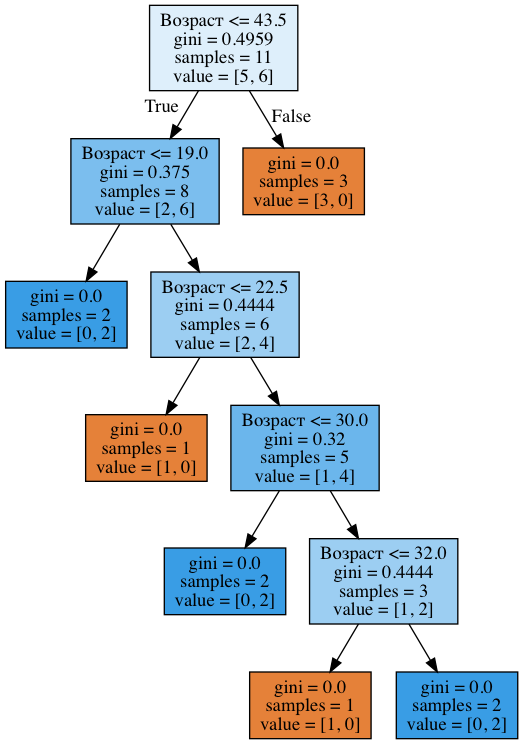 Возраст <= 43.5
gini = 0.4959
samples = 11
value = [5, 6]
True
False
Возраст <= 19.0
gini = 0.375
samples = 8
value = [2, 6]
gini = 0.0
samples = 3
value = [3, 0]
gini = 0.0
samples = 2
value = [0, 2]
Возраст <= 22.5
gini = 0.4444
samples = 6
value = [2, 4]
gini = 0.0
samples = 1
value = [1, 0]
Возраст <= 30.0
gini = 0.32
samples = 5
value = [1, 4]
gini = 0.0
samples = 2
value = [0, 2]
Возраст <= 32.0
gini = 0.4444
samples = 3
value = [1, 2]
gini = 0.0
samples = 1
value = [1, 0]
gini = 0.0
samples = 2
value = [0, 2]